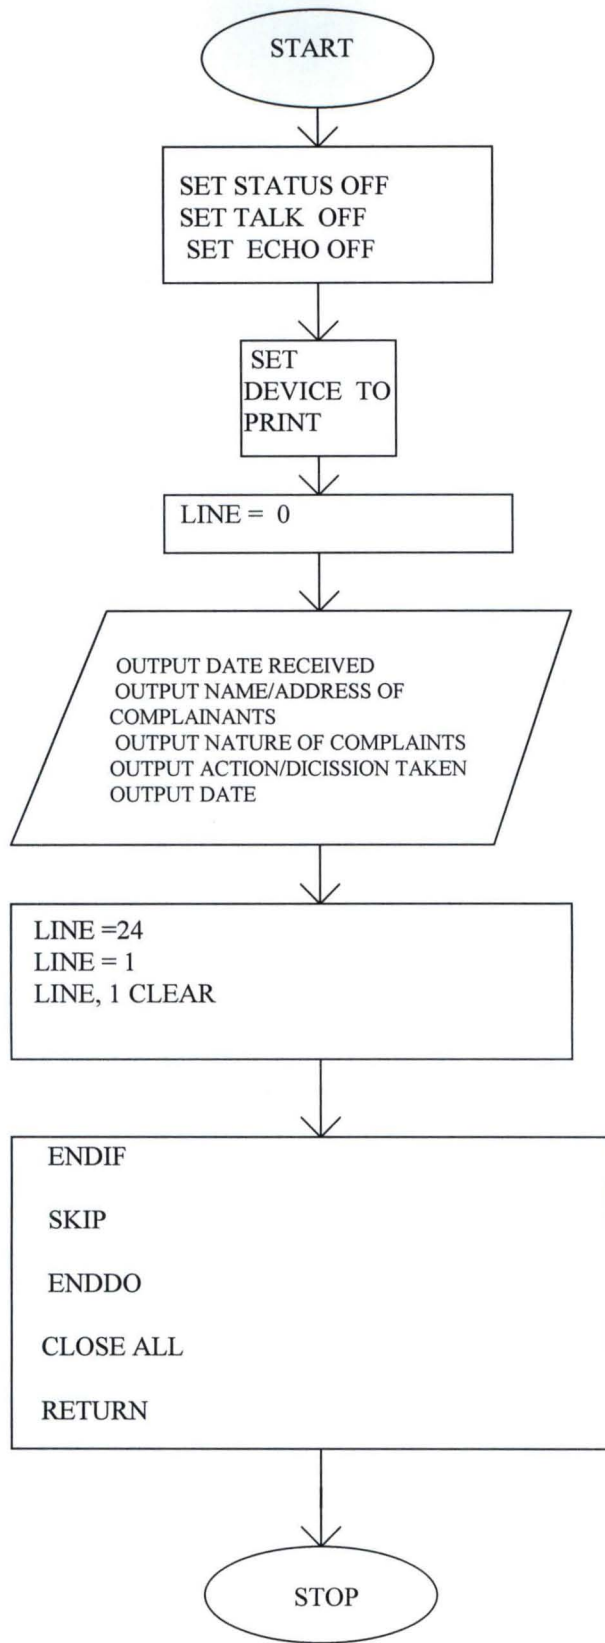 START
SET STATUS OFF
SET TALK OFF
SET ECHO OFF
SET
DEVICE TO
PRINT
LINE = 0
OUTPUT DATE RECEIVED
OUTPUT NAME/ADDRESS OF
COMPLAINANTS
OUTPUT NATURE OF COMPLAINTS
OUTPUT ACTION/DICISSION TAKEN
OUTPUT DATE
LINE =24
LINE = 1
LINE, 1 CLEAR
ENDIF
SKIP
ENDDO
CLOSE ALL
RETURN
STOP